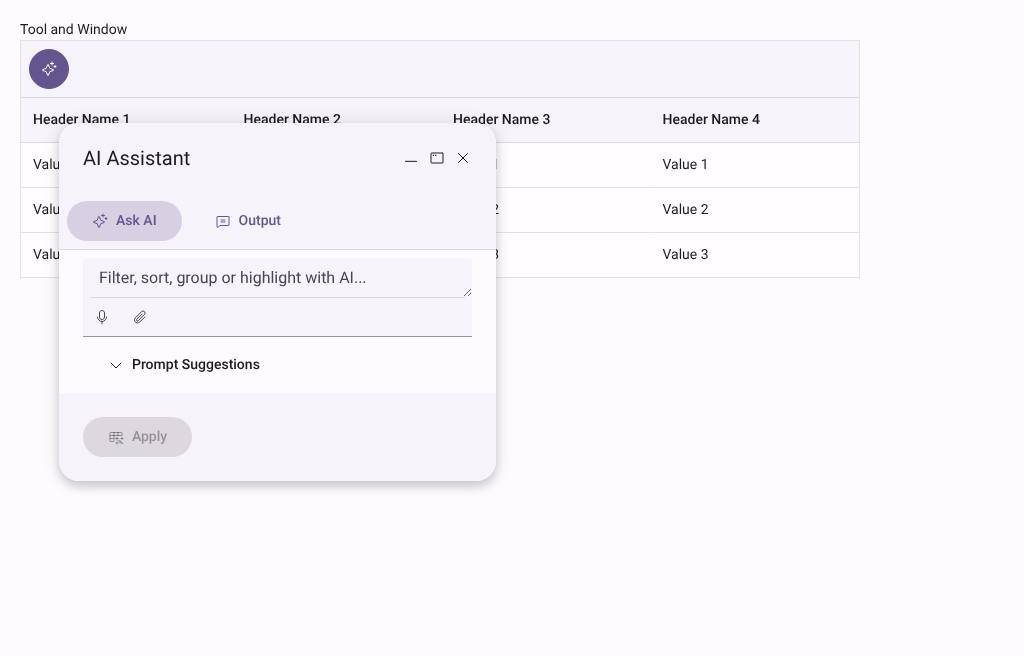 Tool and Window
Header Name 1 Header Name 2 Header Name 3 Header Name 4
AI Assistant
Value 1
Ask AI Output
Value 2
Value 3
Filter, sort, group or highlight with AI...
Prompt Suggestions
Apply